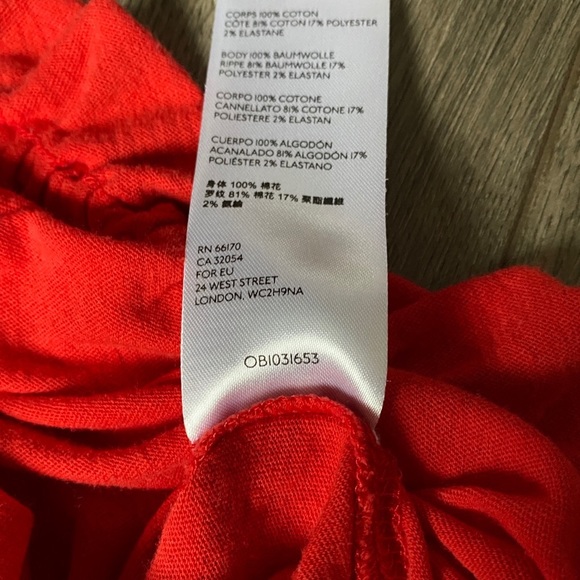 CORPS 100% COTON
CÔTE 81% COTON 17% POLYESTER
2% ELASTANE
BODY 100% BAUMWOLLE
RIPPE 81% BAUMWOLLE 17%
POLYESTER 2% ELASTAN
CORPO 100% COTONE
CANNELLATO 81% COTONE 17%
POLIESTERE 2% ELASTAN
CUERPO 100% ALGODÓN
ACANALADO 81% ALGODÓN 17%
POLIÉSTER 2% ELASTANO
身体 100% 棉花
罗纹 81% 棉花 17% 聚酯纖維
2% 氨綸
RN 66170
CA 32054
FOR EU
24 WEST STREET
LONDON, WC2H9NA
OB1031653